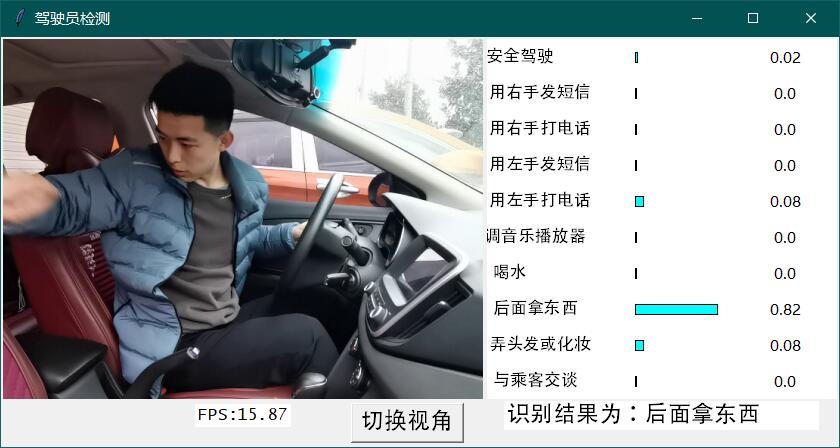 驾驶员检测
安全驾驶 0.02
用右手发短信 0.0
用右手打电话 0.0
用左手发短信 0.0
用左手打电话 0.08
调音乐播放器 0.0
喝水 0.0
后面拿东西 0.82
弄头发或化妆 0.08
与乘客交谈 0.0
FPS:15.87 切换视角 识别结果为：后面拿东西